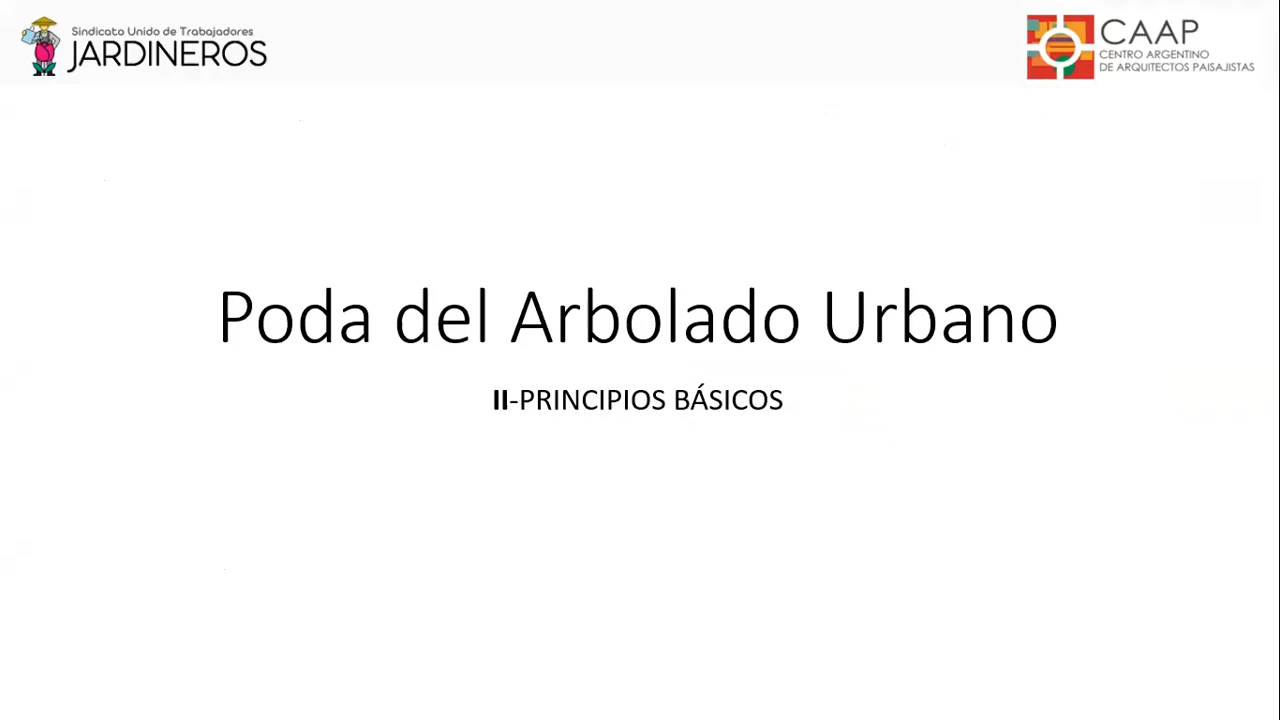 Sindicato Unido de Trabajadores
JARDINEROS
CAAP
CENTRO ARGENTINO
DE ARQUITECTOS PAISAJISTAS
Poda del Arbolado Urbano
II-PRINCIPIOS BÁSICOS